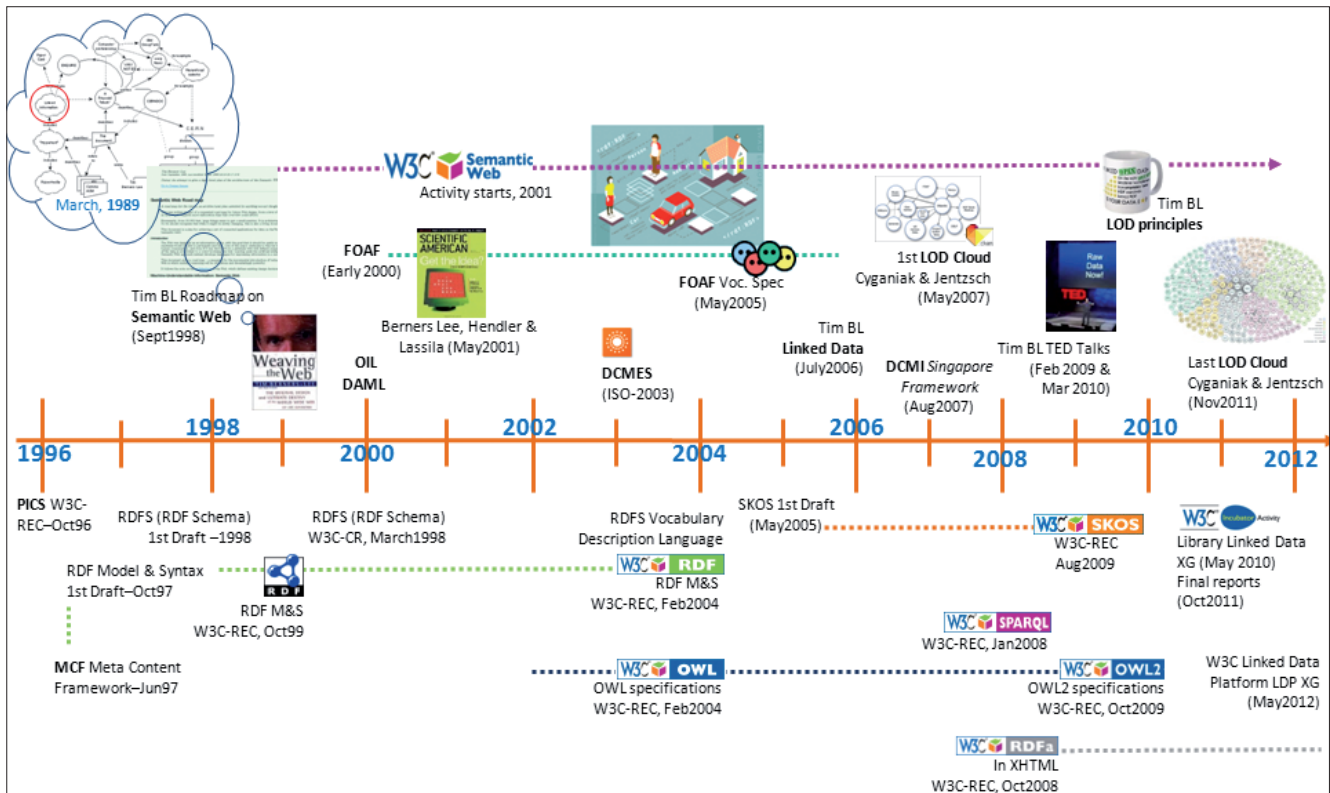 March, 1989
W3C® Semantic
Web
Activity starts, 2001
Tim BL
LOD principles
FOAF
(Early 2000)
SCIENTIFIC
AMERICAN
Get the Idea?
FOAF Voc. Spec
(May2005)
1st LOD Cloud
Cyganiak & Jentzsch
(May2007)
Raw
Data
Now!
TED
Tim BL Roadmap on
Semantic Web
(Sept1998)
Weaving
the Web
Berners Lee, Hendler &
Lassila (May2001)
OIL
DAML
DCMES
(ISO-2003)
Tim BL
Linked Data
(July2006)
DCMI Singapore
Framework
(Aug2007)
Tim BL TED Talks
(Feb 2009 &
Mar 2010)
Last LOD Cloud
Cyganiak & Jentzsch
(Nov2011)
1998
2002
2006
2010
1996
2000
2004
2008
2012
PICS W3C-
REC–Oct96
RDFS (RDF Schema)
1st Draft –1998
RDFS (RDF Schema)
W3C-CR, March1998
RDFS Vocabulary
Description Language
SKOS 1st Draft
(May2005)
W3C SKOS
W3C-REC
Aug2009
W3C Incubator Activity
Library Linked Data
XG (May 2010)
Final reports
(Oct2011)
RDF Model & Syntax
1st Draft–Oct97
RDF
RDF M&S
W3C-REC, Oct99
W3C RDF
RDF M&S
W3C-REC, Feb2004
W3C SPARQL
W3C-REC, Jan2008
MCF Meta Content
Framework–Jun97
W3C OWL
OWL specifications
W3C-REC, Feb2004
W3C OWL2
OWL2 specifications
W3C-REC, Oct2009
W3C Linked Data
Platform LDP XG
(May2012)
W3C RDFa
In XHTML
W3C-REC, Oct2008